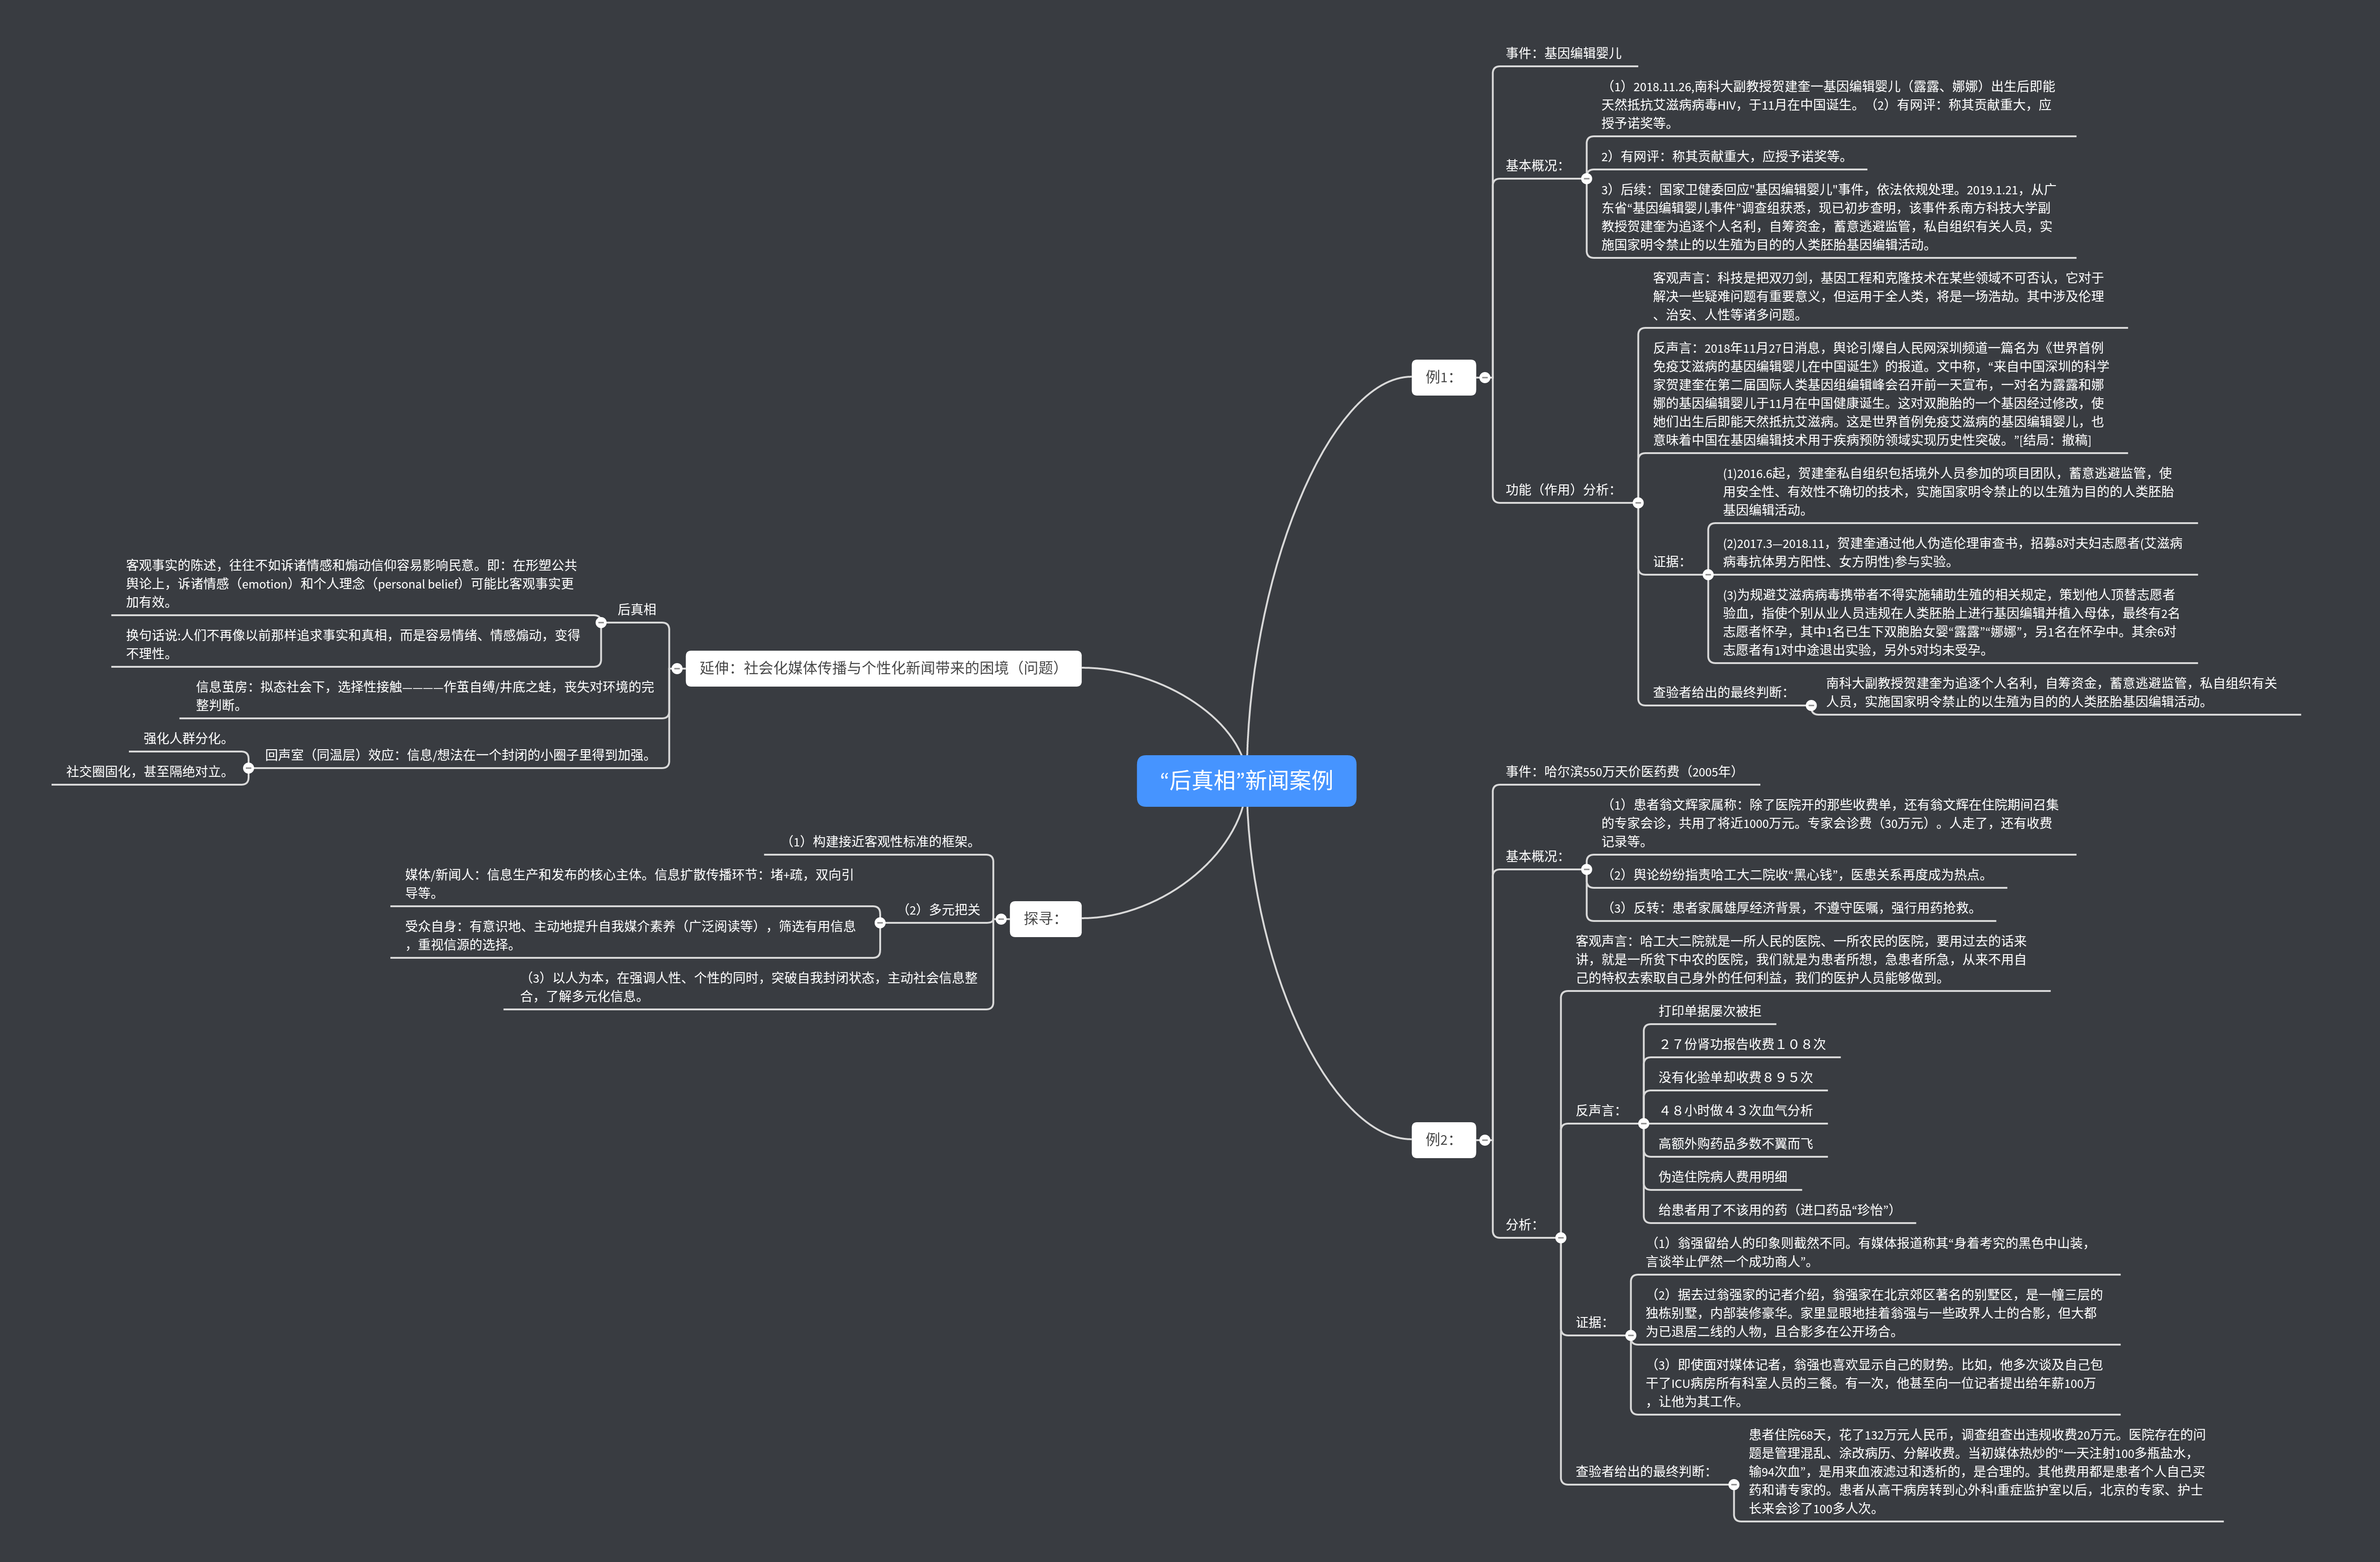 “后真相”新闻案例
例1：
事件：基因编辑婴儿
基本概况：
（1）2018.11.26,南科大副教授贺建奎一基因编辑婴儿（露露、娜娜）出生后即能
天然抵抗艾滋病病毒HIV，于11月在中国诞生。（2）有网评：称其贡献重大，应
授予诺奖等。
2）有网评：称其贡献重大，应授予诺奖等。
3）后续：国家卫健委回应"基因编辑婴儿"事件，依法依规处理。2019.1.21，从广
东省“基因编辑婴儿事件”调查组获悉，现已初步查明，该事件系南方科技大学副
教授贺建奎为追逐个人名利，自筹资金，蓄意逃避监管，私自组织有关人员，实
施国家明令禁止的以生殖为目的的人类胚胎基因编辑活动。
功能（作用）分析：
客观声言：科技是把双刃剑，基因工程和克隆技术在某些领域不可否认，它对于
解决一些疑难问题有重要意义，但运用于全人类，将是一场浩劫。其中涉及伦理
、治安、人性等诸多问题。
反声言：2018年11月27日消息，舆论引爆自人民网深圳频道一篇名为《世界首例
免疫艾滋病的基因编辑婴儿在中国诞生》的报道。文中称，“来自中国深圳的科学
家贺建奎在第二届国际人类基因组编辑峰会召开前一天宣布，一对名为露露和娜
娜的基因编辑婴儿于11月在中国健康诞生。这对双胞胎的一个基因经过修改，使
她们出生后即能天然抵抗艾滋病。这是世界首例免疫艾滋病的基因编辑婴儿，也
意味着中国在基因编辑技术用于疾病预防领域实现历史性突破。”[结局：撤稿]
证据：
(1)2016.6起，贺建奎私自组织包括境外人员参加的项目团队，蓄意逃避监管，使
用安全性、有效性不确切的技术，实施国家明令禁止的以生殖为目的的人类胚胎
基因编辑活动。
(2)2017.3—2018.11，贺建奎通过他人伪造伦理审查书，招募8对夫妇志愿者(艾滋病
病毒抗体男方阳性、女方阴性)参与实验。
(3)为规避艾滋病病毒携带者不得实施辅助生殖的相关规定，策划他人顶替志愿者
验血，指使个别从业人员违规在人类胚胎上进行基因编辑并植入母体，最终有2名
志愿者怀孕，其中1名已生下双胞胎女婴“露露”“娜娜”，另1名在怀孕中。其余6对
志愿者有1对中途退出实验，另外5对均未受孕。
查验者给出的最终判断：
南科大副教授贺建奎为追逐个人名利，自筹资金，蓄意逃避监管，私自组织有关
人员，实施国家明令禁止的以生殖为目的的人类胚胎基因编辑活动。
例2：
事件：哈尔滨550万天价医药费（2005年）
基本概况：
（1）患者翁文辉家属称：除了医院开的那些收费单，还有翁文辉在住院期间召集
的专家会诊，共用了将近1000万元。专家会诊费（30万元）。人走了，还有收费
记录等。
（2）舆论纷纷指责哈工大二院收“黑心钱”，医患关系再度成为热点。
（3）反转：患者家属雄厚经济背景，不遵守医嘱，强行用药抢救。
分析：
客观声言：哈工大二院就是一所人民的医院、一所农民的医院，要用过去的话来
讲，就是一所贫下中农的医院，我们就是为患者所想，急患者所急，从来不用自
己的特权去索取自己身外的任何利益，我们的医护人员能够做到。
反声言：
打印单据屡次被拒
２７份肾功报告收费１０８次
没有化验单却收费８９５次
４８小时做４３次血气分析
高额外购药品多数不翼而飞
伪造住院病人费用明细
给患者用了不该用的药（进口药品“珍怡”）
证据：
（1）翁强留给人的印象则截然不同。有媒体报道称其“身着考究的黑色中山装，
言谈举止俨然一个成功商人”。
（2）据去过翁强家的记者介绍，翁强家在北京郊区著名的别墅区，是一幢三层的
独栋别墅，内部装修豪华。家里显眼地挂着翁强与一些政界人士的合影，但大都
为已退居二线的人物，且合影多在公开场合。
（3）即使面对媒体记者，翁强也喜欢显示自己的财势。比如，他多次谈及自己包
干了ICU病房所有科室人员的三餐。有一次，他甚至向一位记者提出给年薪100万
，让他为其工作。
查验者给出的最终判断：
患者住院68天，花了132万元人民币，调查组查出违规收费20万元。医院存在的问
题是管理混乱、涂改病历、分解收费。当初媒体热炒的“一天注射100多瓶盐水，
输94次血”，是用来血液滤过和透析的，是合理的。其他费用都是患者个人自己买
药和请专家的。患者从高干病房转到心外科I重症监护室以后，北京的专家、护士
长来会诊了100多人次。
延伸：社会化媒体传播与个性化新闻带来的困境（问题）
后真相
客观事实的陈述，往往不如诉诸情感和煽动信仰容易影响民意。即：在形塑公共
舆论上，诉诸情感（emotion）和个人理念（personal belief）可能比客观事实更
加有效。
换句话说:人们不再像以前那样追求事实和真相，而是容易情绪、情感煽动，变得
不理性。
信息茧房：拟态社会下，选择性接触————作茧自缚/井底之蛙，丧失对环境的完
整判断。
回声室（同温层）效应：信息/想法在一个封闭的小圈子里得到加强。
强化人群分化。
社交圈固化，甚至隔绝对立。
探寻：
（1）构建接近客观性标准的框架。
（2）多元把关
媒体/新闻人：信息生产和发布的核心主体。信息扩散传播环节：堵+疏，双向引
导等。
受众自身：有意识地、主动地提升自我媒介素养（广泛阅读等），筛选有用信息
，重视信源的选择。
（3）以人为本，在强调人性、个性的同时，突破自我封闭状态，主动社会信息整
合，了解多元化信息。